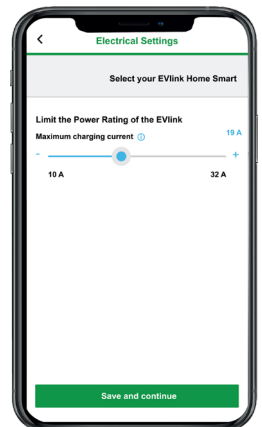 Electrical Settings
Select your EVlink Home Smart
Limit the Power Rating of the EVlink
Maximum charging current
19 A
- +
10 A 32 A
Save and continue